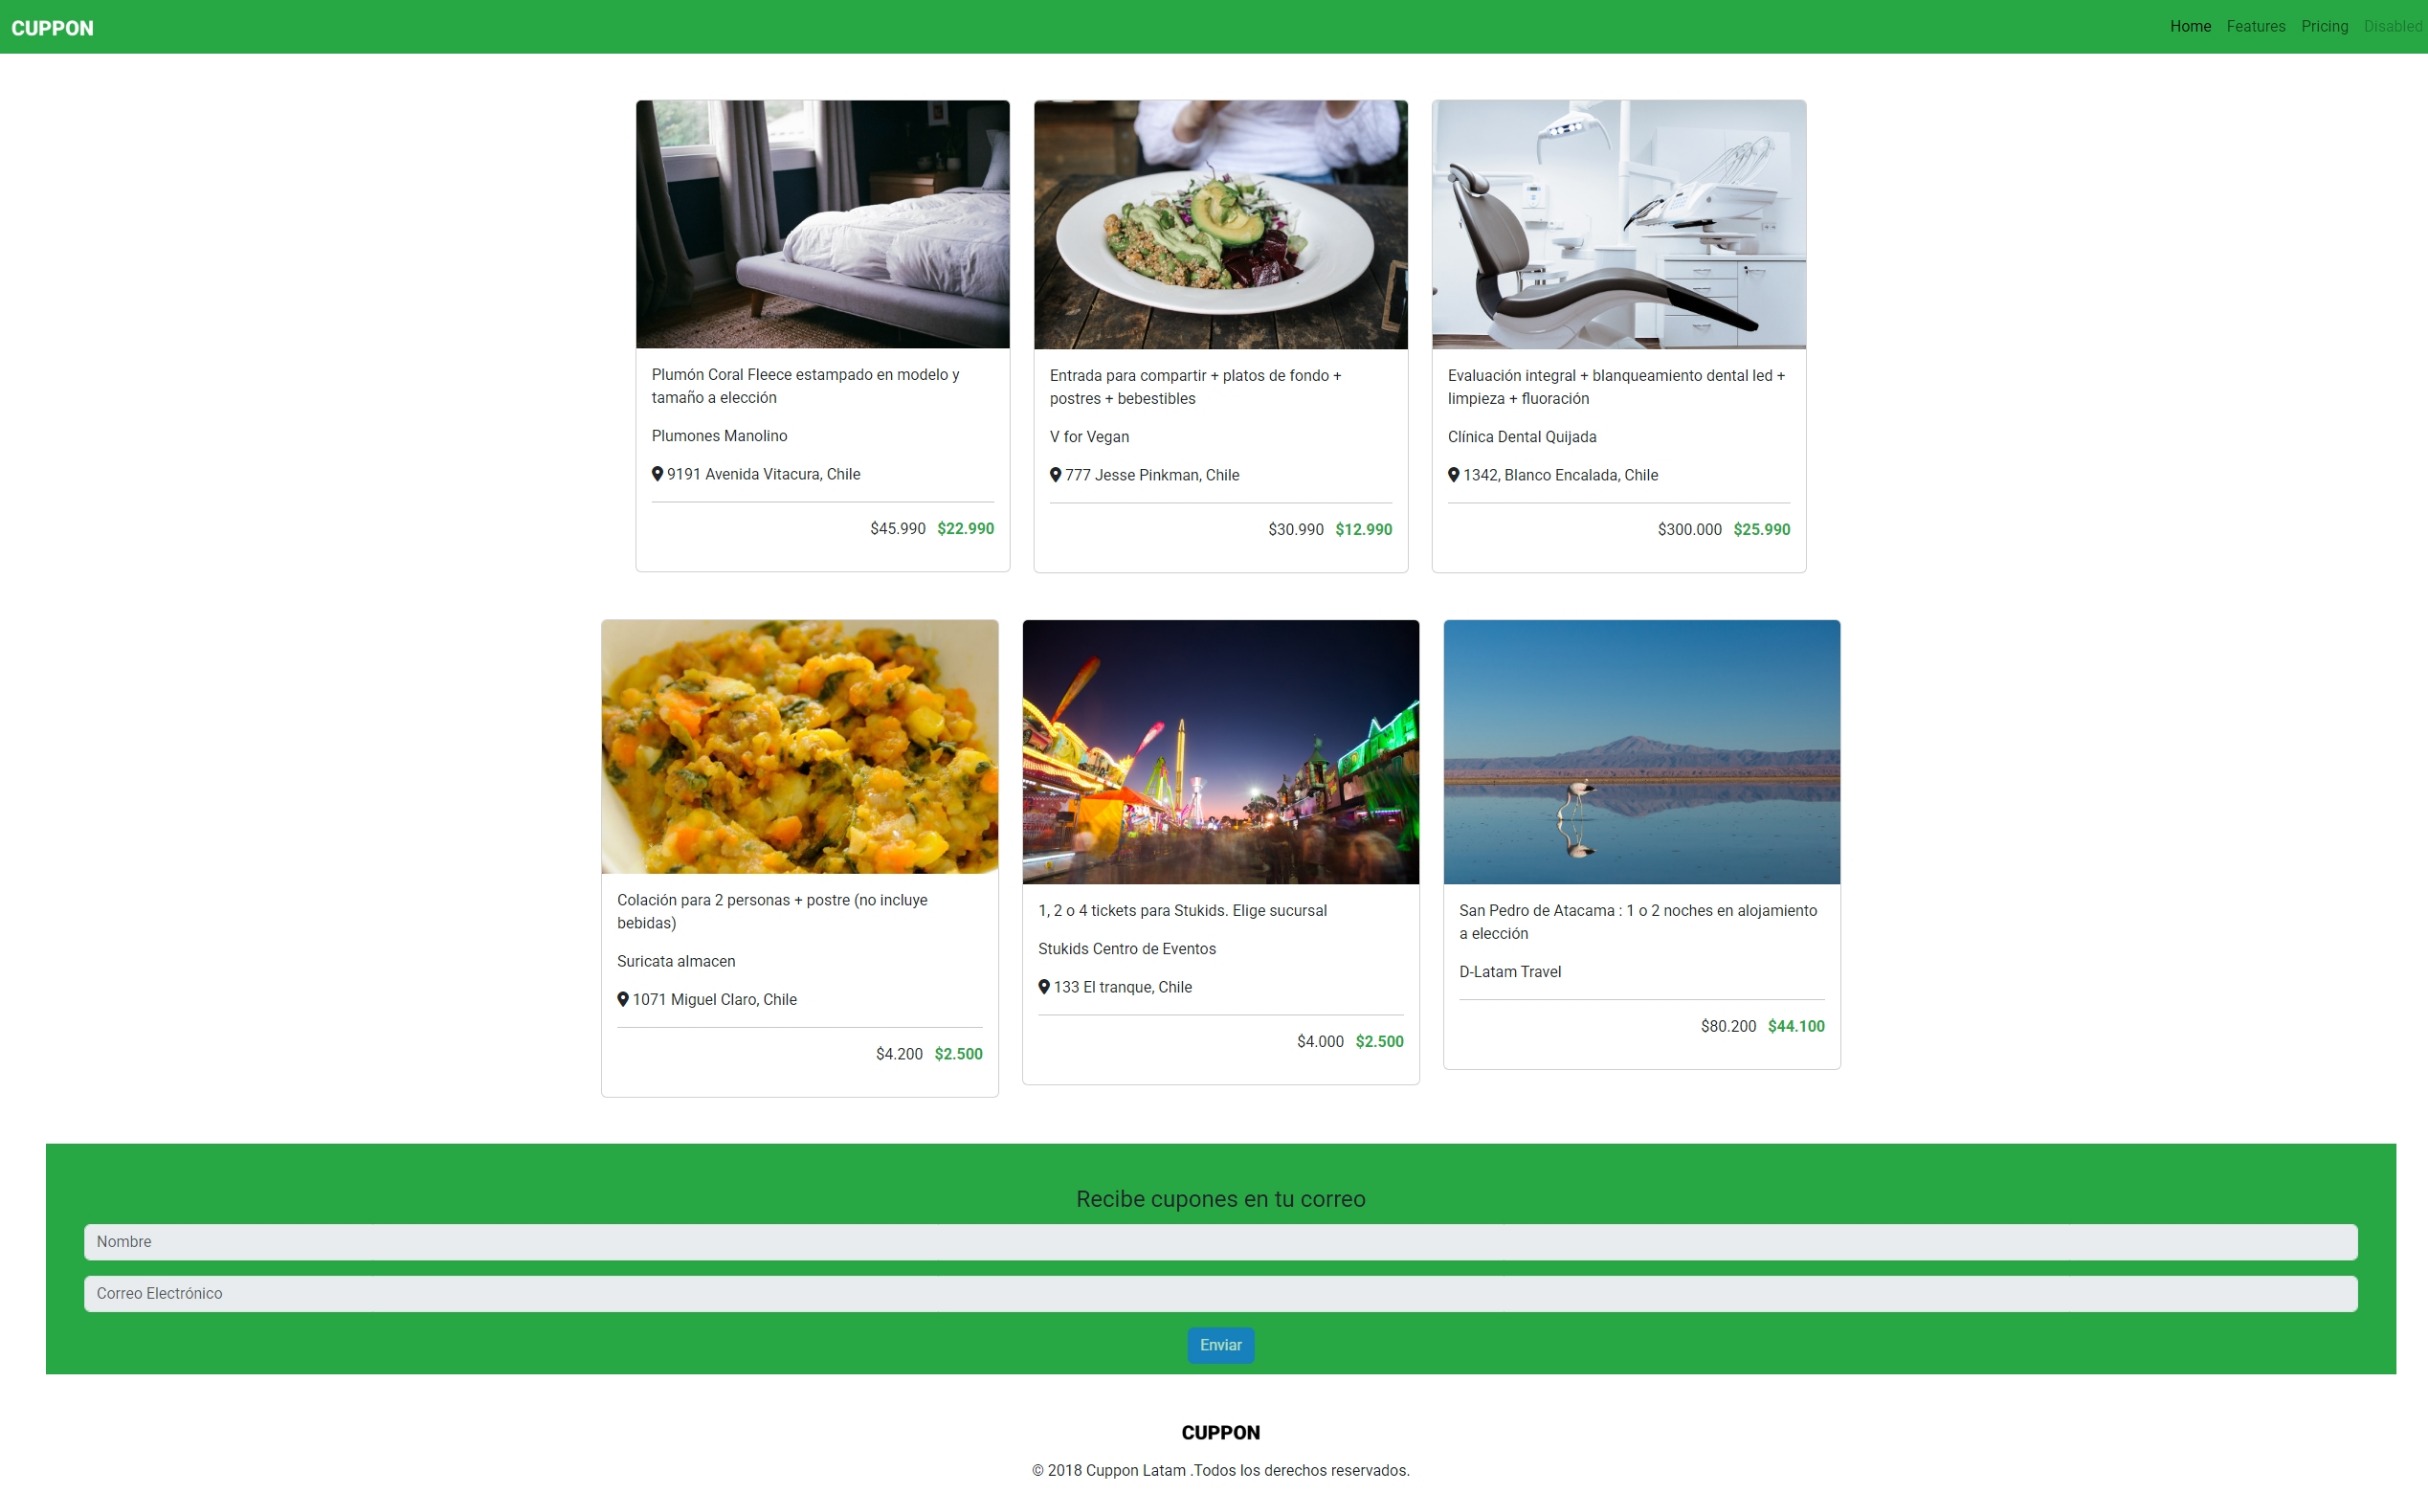 CUPPON
Home Features Pricing Disabled
Plumón Coral Fleece estampado en modelo y
tamaño a elección
Plumones Manolino
9191 Avenida Vitacura, Chile
$45.990 $22.990
Entrada para compartir + platos de fondo +
postres + bebestibles
V for Vegan
777 Jesse Pinkman, Chile
$30.990 $12.990
Evaluación integral + blanqueamiento dental led +
limpieza + fluoración
Clínica Dental Quijada
1342, Blanco Encalada, Chile
$300.000 $25.990
Colación para 2 personas + postre (no incluye
bebidas)
Suricata almacen
1071 Miguel Claro, Chile
$4.200 $2.500
1, 2 o 4 tickets para Stukids. Elige sucursal
Stukids Centro de Eventos
133 El tranque, Chile
$4.000 $2.500
San Pedro de Atacama : 1 o 2 noches en alojamiento
a elección
D-Latam Travel
$80.200 $44.100
Recibe cupones en tu correo
Nombre
Correo Electrónico
Enviar
CUPPON
© 2018 Cuppon Latam .Todos los derechos reservados.